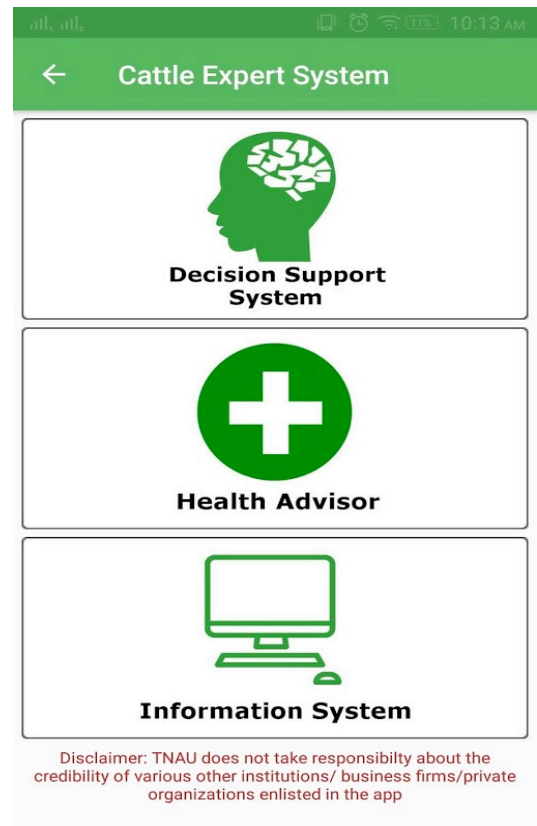 11% 10:13 AM
Cattle Expert System
Decision Support
System
Health Advisor
Information System
Disclaimer: TNAU does not take responsibilty about the
credibility of various other institutions/ business firms/private
organizations enlisted in the app